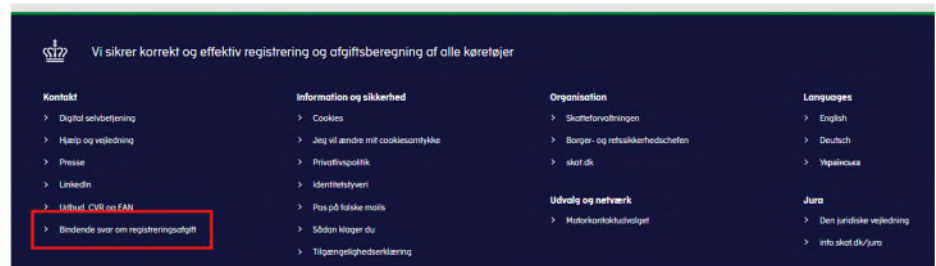 Vi sikrer korrekt og effektiv registrering og afgiftsberegning af alle køretøjer
Kontakt
> Digital selvbetjening
> Hjælp og vejledning
> Presse
> LinkedIn
> Udbud, CVR og EAN
> Bindende svar om registreringsafgift
Information og sikkerhed
> Cookies
> Jeg vil ændre mit cookiesamtykke
> Privatlivspolitik
> Identitetstyveri
> Pas på falske mails
> Sådan klager du
> Tilgængelighedserklæring
Organisation
> Skatteforvaltningen
> Borger- og retssikkerhedschefen
> skat.dk
Udvalg og netværk
> Motorkontaktudvalget
Languages
> English
> Deutsch
> Українська
Jura
> Den juridiske vejledning
> info.skat.dk/jura